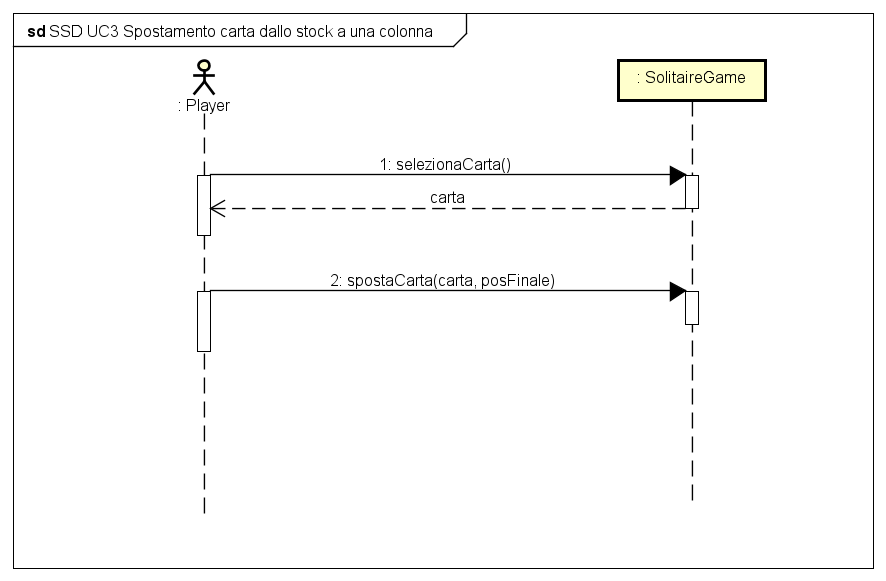 sd SSD UC3 Spostamento carta dallo stock a una colonna
: Player
: SolitaireGame
1: selezionaCarta()
carta
2: spostaCarta(carta, posFinale)